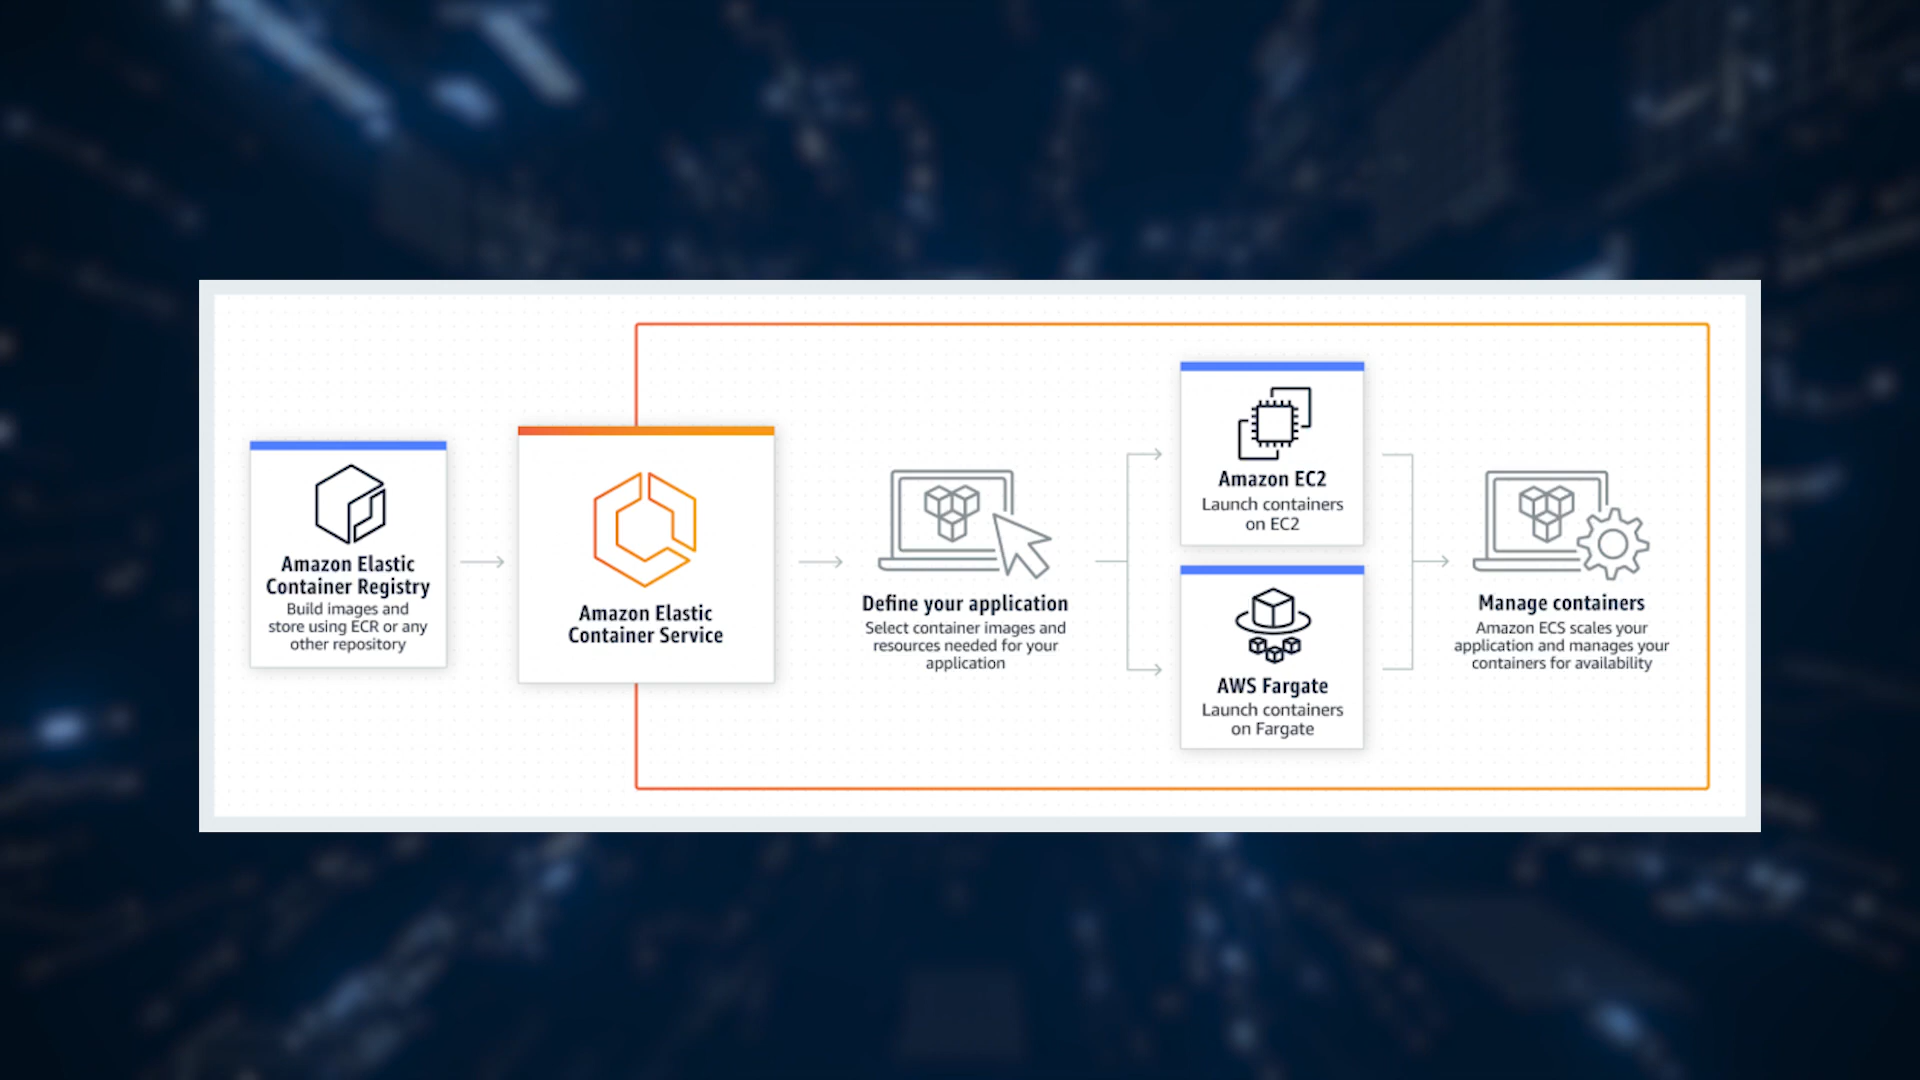 Amazon Elastic
Container Registry
Build images and
store using ECR or any
other repository
Amazon Elastic
Container Service
Define your application
Select container images and
resources needed for your
application
Amazon EC2
Launch containers
on EC2
AWS Fargate
Launch containers
on Fargate
Manage containers
Amazon ECS scales your
application and manages your
containers for availability